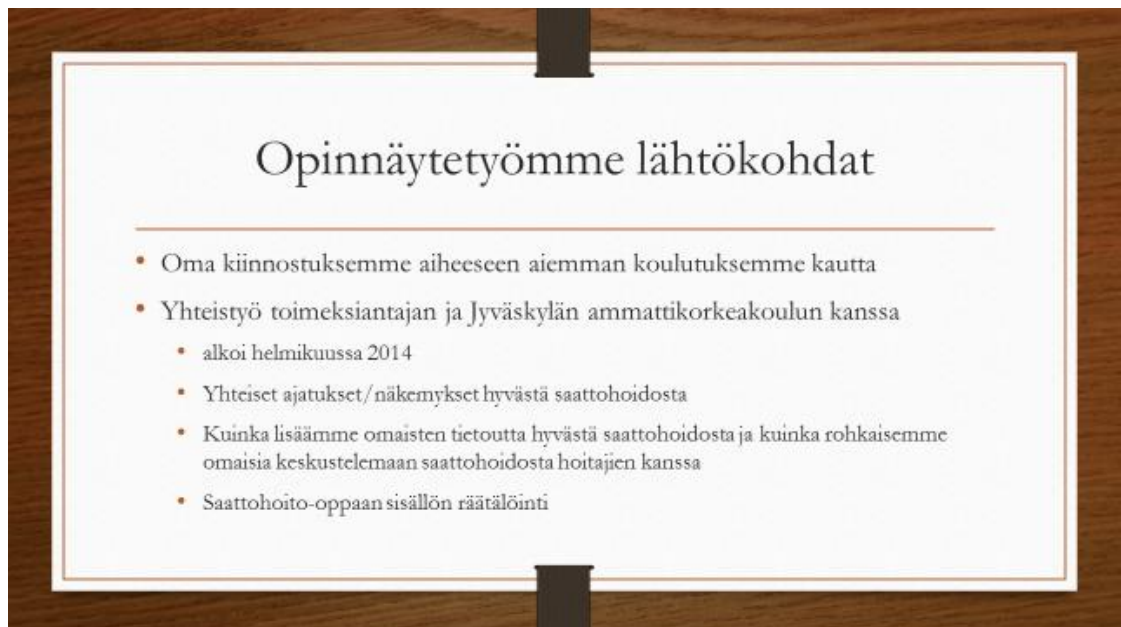 Opinnäytetyömme lähtökohdat
• Oma kiinnostuksemme aiheeseen aiemman koulutuksemme kautta
• Yhteistyö toimeksiantajan ja Jyväskylän ammattikorkeakoulun kanssa
• alkoi helmikuussa 2014
• Yhteiset ajatukset/näkemykset hyvästä saattohoidosta
• Kuinka lisäämme omaisten tietoutta hyvästä saattohoidosta ja kuinka rohkaisemme
omaisia keskustelemaan saattohoidosta hoitajien kanssa
• Saattohoito-oppaan sisällön räätälöinti